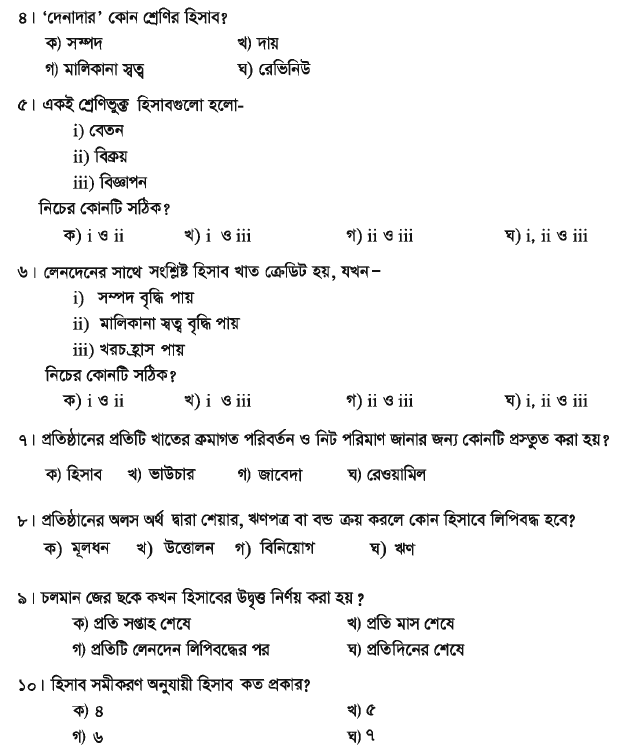 ৪। ‘দেনাদার’ কোন শ্রেণির হিসাব?
ক) সম্পদ খ) দায়
গ) মালিকানা স্বত্ব ঘ) রেভিনিউ
৫। একই শ্রেণিভুক্ত হিসাবগুলো হলো-
i) বেতন
ii) বিক্রয়
iii) বিজ্ঞাপন
নিচের কোনটি সঠিক?
ক) i ও ii খ) i ও iii গ) ii ও iii ঘ) i, ii ও iii
৬। লেনদেনের সাথে সংশ্লিষ্ট হিসাব খাত ক্রেডিট হয়, যখন–
i) সম্পদ বৃদ্ধি পায়
ii) মালিকানা স্বত্ব বৃদ্ধি পায়
iii) খরচ হ্রাস পায়
নিচের কোনটি সঠিক?
ক) i ও ii খ) i ও iii গ) ii ও iii ঘ) i, ii ও iii
৭। প্রতিষ্ঠানের প্রতিটি খাতের ক্রমাগত পরিবর্তন ও নিট পরিমাণ জানার জন্য কোনটি প্রস্তুত করা হয়?
ক) হিসাব খ) ভাউচার গ) জাবেদা ঘ) রেওয়ামিল
৮। প্রতিষ্ঠানের অলস অর্থ দ্বারা শেয়ার, ঋণপত্র বা বন্ড ক্রয় করলে কোন হিসাবে লিপিবদ্ধ হবে?
ক) মূলধন খ) উত্তোলন গ) বিনিয়োগ ঘ) ঋণ
৯। চলমান জের ছকে কখন হিসাবের উদ্বৃত্ত নির্ণয় করা হয়?
ক) প্রতি সপ্তাহ শেষে খ) প্রতি মাস শেষে
গ) প্রতিটি লেনদেন লিপিবদ্ধের পর ঘ) প্রতিদিনের শেষে
১০। হিসাব সমীকরণ অনুযায়ী হিসাব কত প্রকার?
ক) ৪ খ) ৫
গ) ৬ ঘ) ৭